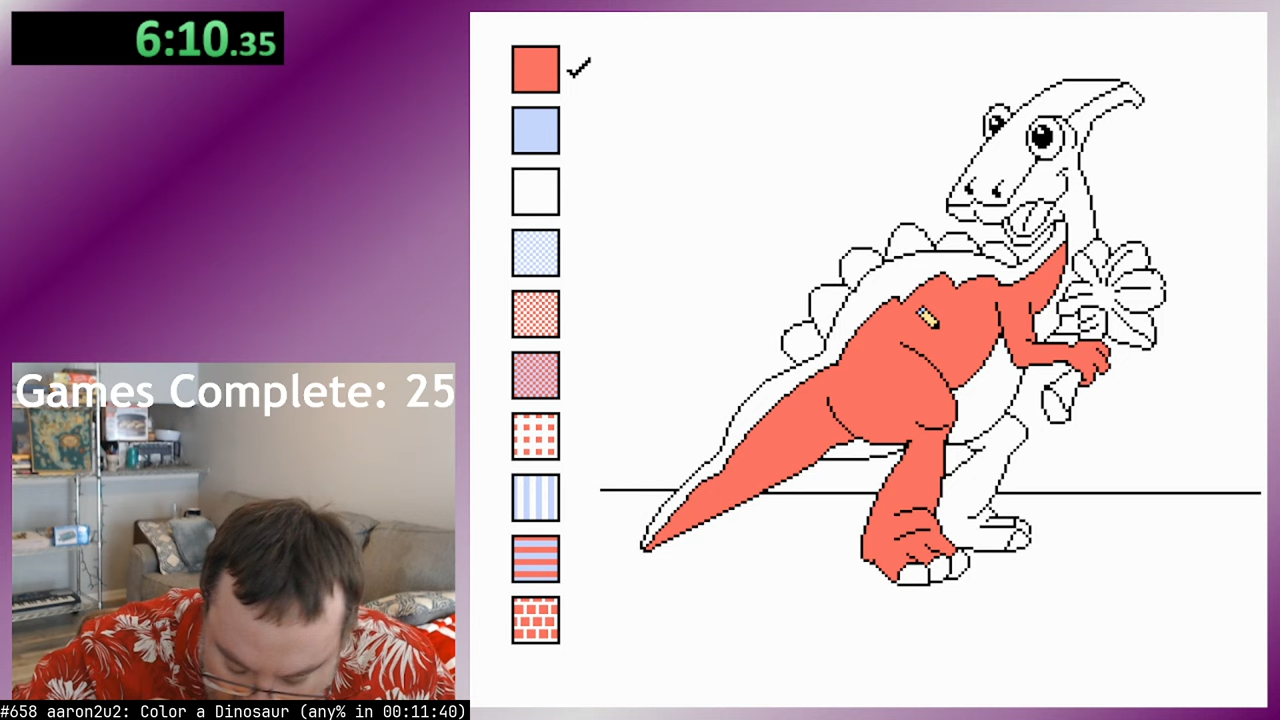 6:10.35
Games Complete: 25
#658 aaron2u2: Color a Dinosaur (any% in 00:11:40)